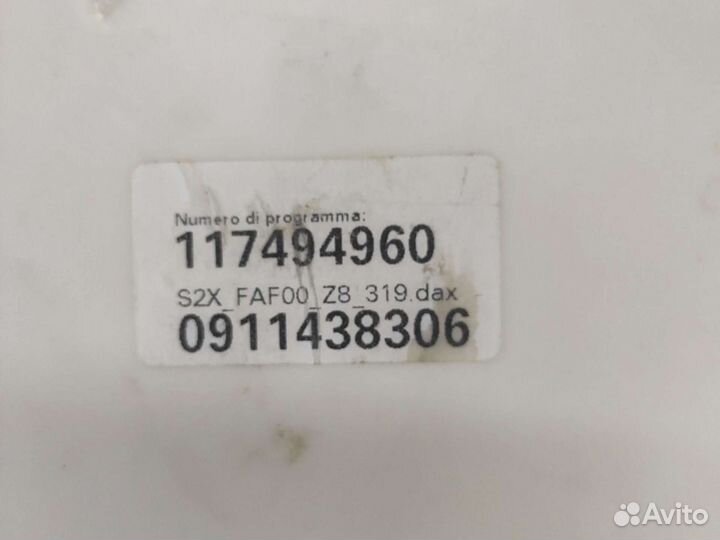 Numero di programma:
117494960
S2X_FAF00_Z8_319.dax
0911438306
Avito